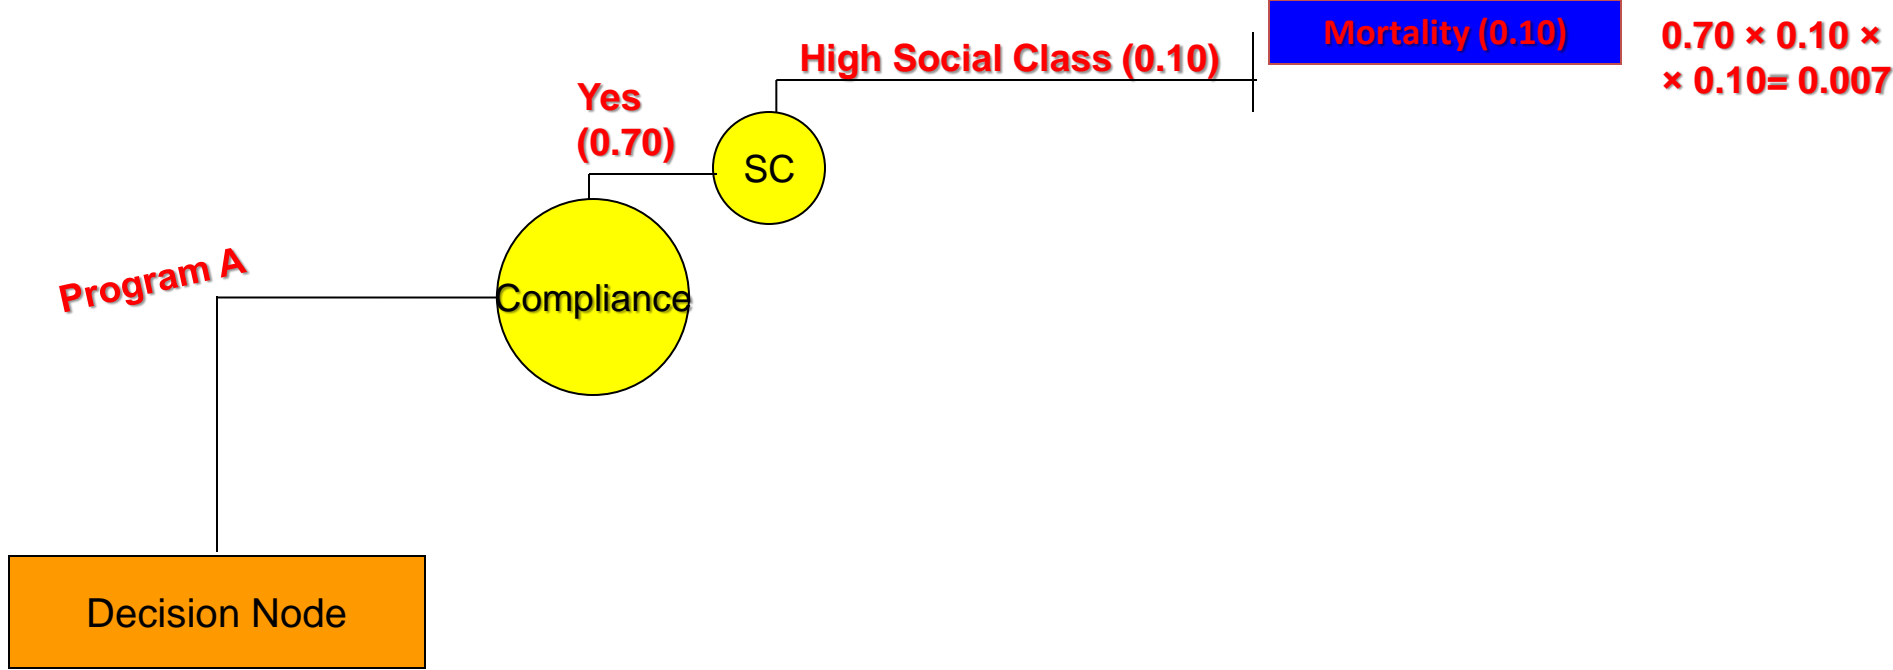 Mortality (0.10)
0.70 × 0.10 ×
× 0.10= 0.007
High Social Class (0.10)
Yes
(0.70)
SC
Program A
Compliance
Decision Node